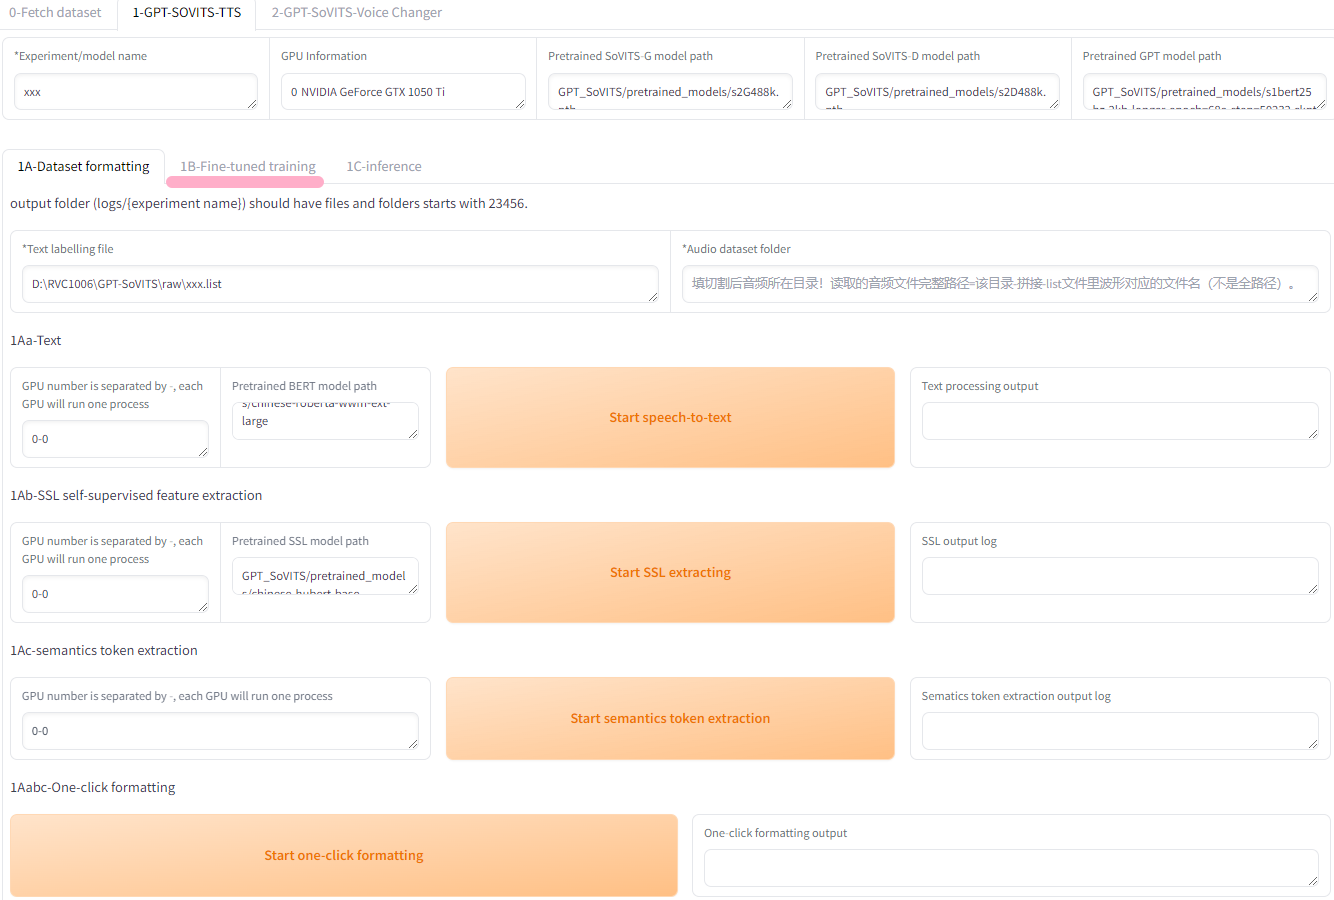 0-Fetch dataset
1-GPT-SOVITS-TTS
2-GPT-SoVITS-Voice Changer
*Experiment/model name
GPU Information
Pretrained SoVITS-G model path
Pretrained SoVITS-D model path
Pretrained GPT model path
xxx
0 NVIDIA GeForce GTX 1050 Ti
GPT_SoVITS/pretrained_models/s2G488k.
pth
GPT_SoVITS/pretrained_models/s2D488k.
pth
GPT_SoVITS/pretrained_models/s1bert25
hz-2kh-longer-epoch=68e-step=50232.ckpt
1A-Dataset formatting
1B-Fine-tuned training
1C-inference
output folder (logs/{experiment name}) should have files and folders starts with 23456.
*Text labelling file
*Audio dataset folder
D:\RVC1006\GPT-SoVITS\raw\xxx.list
填切割后音频所在目录！读取的音频文件完整路径=该目录-拼接-list文件里波形对应的文件名（不是全路径）。
1Aa-Text
GPU number is separated by -, each
GPU will run one process
0-0
Pretrained BERT model path
s/chinese-roberta-wwm-ext-
large
Start speech-to-text
Text processing output
1Ab-SSL self-supervised feature extraction
GPU number is separated by -, each
GPU will run one process
0-0
Pretrained SSL model path
GPT_SoVITS/pretrained_model
s/chinese-hubert-base
Start SSL extracting
SSL output log
1Ac-semantics token extraction
GPU number is separated by -, each GPU will run one process
0-0
Start semantics token extraction
Sematics token extraction output log
1Aabc-One-click formatting
Start one-click formatting
One-click formatting output